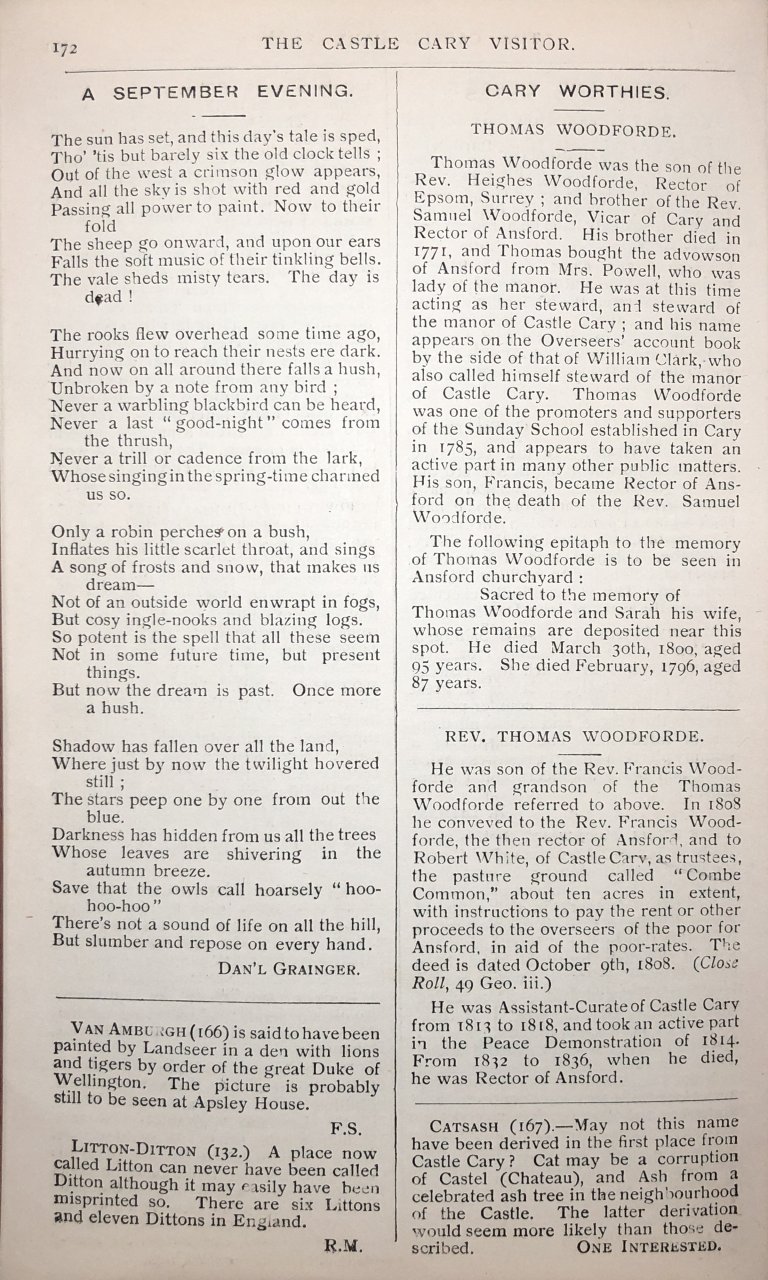 172
THE CASTLE CARY VISITOR.
A SEPTEMBER EVENING.
The sun has set, and this day's tale is sped,
Tho' 'tis but barely six the old clock tells ;
Out of the west a crimson glow appears,
And all the sky is shot with red and gold
Passing all power to paint. Now to their
fold
The sheep go onward, and upon our ears
Falls the soft music of their tinkling bells.
The vale sheds misty tears. The day is
dead !
The rooks flew overhead some time ago,
Hurrying on to reach their nests ere dark.
And now on all around there falls a hush,
Unbroken by a note from any bird ;
Never a warbling blackbird can be heard,
Never a last "good-night" comes from
the thrush,
Never a trill or cadence from the lark,
Whose singing in the spring-time charmed
us so.
Only a robin perches on a bush,
Inflates his little scarlet throat, and sings
A song of frosts and snow, that makes us
dream—
Not of an outside world enwrapt in fogs,
But cosy ingle-nooks and blazing logs.
So potent is the spell that all these seem
Not in some future time, but present
things.
But now the dream is past. Once more
a hush.
Shadow has fallen over all the land,
Where just by now the twilight hovered
still ;
The stars peep one by one from out the
blue.
Darkness has hidden from us all the trees
Whose leaves are shivering in the
autumn breeze.
Save that the owls call hoarsely "hoo-
hoo-hoo"
There's not a sound of life on all the hill,
But slumber and repose on every hand.
DAN'L GRAINGER.
VAN AMBURGH (166) is said to have been
painted by Landseer in a den with lions
and tigers by order of the great Duke of
Wellington. The picture is probably
still to be seen at Apsley House.
F.S.
LITTON-DITTON (132.) A place now
called Litton can never have been called
Ditton although it may easily have been
misprinted so. There are six Littons
and eleven Dittons in England.
R.M.
CARY WORTHIES.
THOMAS WOODFORDE.
Thomas Woodforde was the son of the
Rev. Heighes Woodforde, Rector of
Epsom, Surrey ; and brother of the Rev.
Samuel Woodforde, Vicar of Cary and
Rector of Ansford. His brother died in
1771, and Thomas bought the advowson
of Ansford from Mrs. Powell, who was
lady of the manor. He was at this time
acting as her steward, and steward of
the manor of Castle Cary ; and his name
appears on the Overseers' account book
by the side of that of William Clark, who
also called himself steward of the manor
of Castle Cary. Thomas Woodforde
was one of the promoters and supporters
of the Sunday School established in Cary
in 1785, and appears to have taken an
active part in many other public matters.
His son, Francis, became Rector of Ans-
ford on the death of the Rev. Samuel
Woodforde.
The following epitaph to the memory
of Thomas Woodforde is to be seen in
Ansford churchyard :
Sacred to the memory of
Thomas Woodforde and Sarah his wife,
whose remains are deposited near this
spot. He died March 30th, 1800, aged
95 years. She died February, 1796, aged
87 years.
REV. THOMAS WOODFORDE.
He was son of the Rev. Francis Wood-
forde and grandson of the Thomas
Woodforde referred to above. In 1808
he conveyed to the Rev. Francis Wood-
forde, the then rector of Ansford, and to
Robert White, of Castle Cary, as trustees,
the pasture ground called "Combe
Common," about ten acres in extent,
with instructions to pay the rent or other
proceeds to the overseers of the poor for
Ansford, in aid of the poor-rates. The
deed is dated October 9th, 1808. (Close
Roll, 49 Geo. iii.)
He was Assistant-Curate of Castle Cary
from 1813 to 1818, and took an active part
in the Peace Demonstration of 1814.
From 1832 to 1836, when he died,
he was Rector of Ansford.
CATSASH (167).—May not this name
have been derived in the first place from
Castle Cary? Cat may be a corruption
of Castel (Chateau), and Ash from a
celebrated ash tree in the neighbourhood
of the Castle. The latter derivation
would seem more likely than those de-
scribed. ONE INTERESTED.